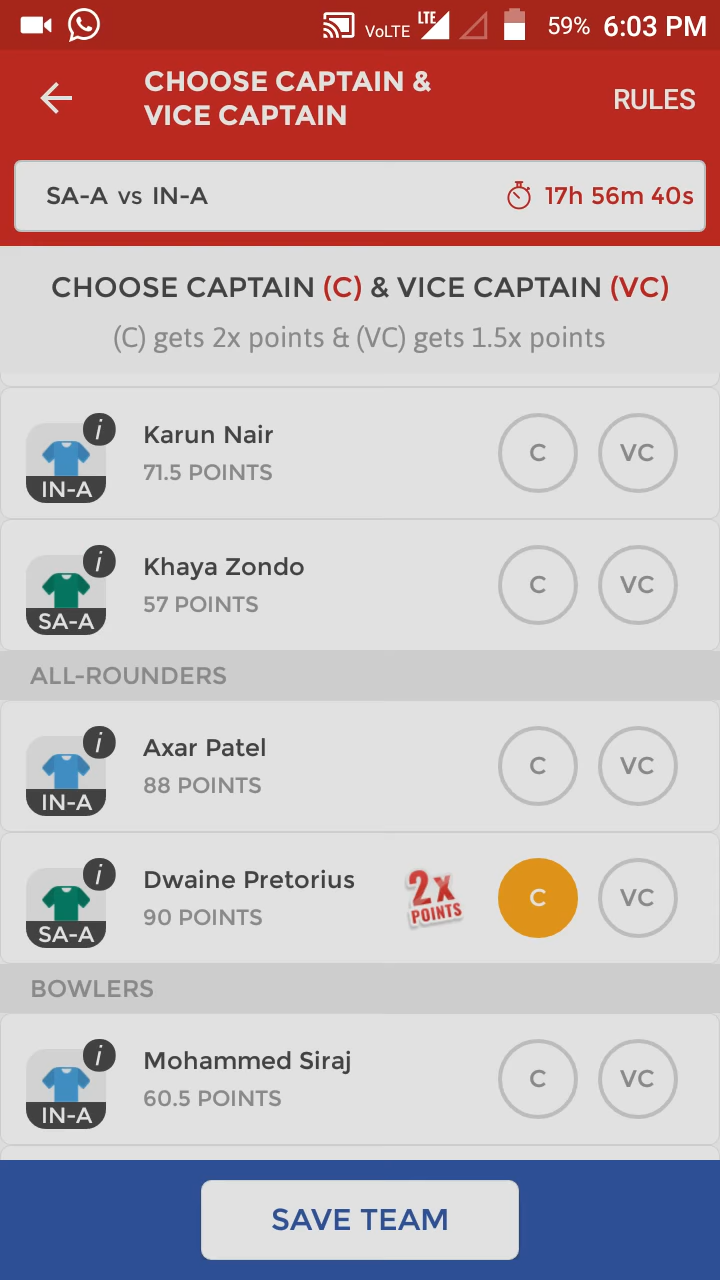 VoLTE LTE 59% 6:03 PM
CHOOSE CAPTAIN &
VICE CAPTAIN
RULES
SA-A vs IN-A 17h 56m 40s
CHOOSE CAPTAIN (C) & VICE CAPTAIN (VC)
(C) gets 2x points & (VC) gets 1.5x points
i
Karun Nair
71.5 POINTS
IN-A
C VC
i
Khaya Zondo
57 POINTS
SA-A
C VC
ALL-ROUNDERS
i
Axar Patel
88 POINTS
IN-A
C VC
i
Dwaine Pretorius
90 POINTS
SA-A
2X
POINTS
C VC
BOWLERS
i
Mohammed Siraj
60.5 POINTS
IN-A
C VC
SAVE TEAM